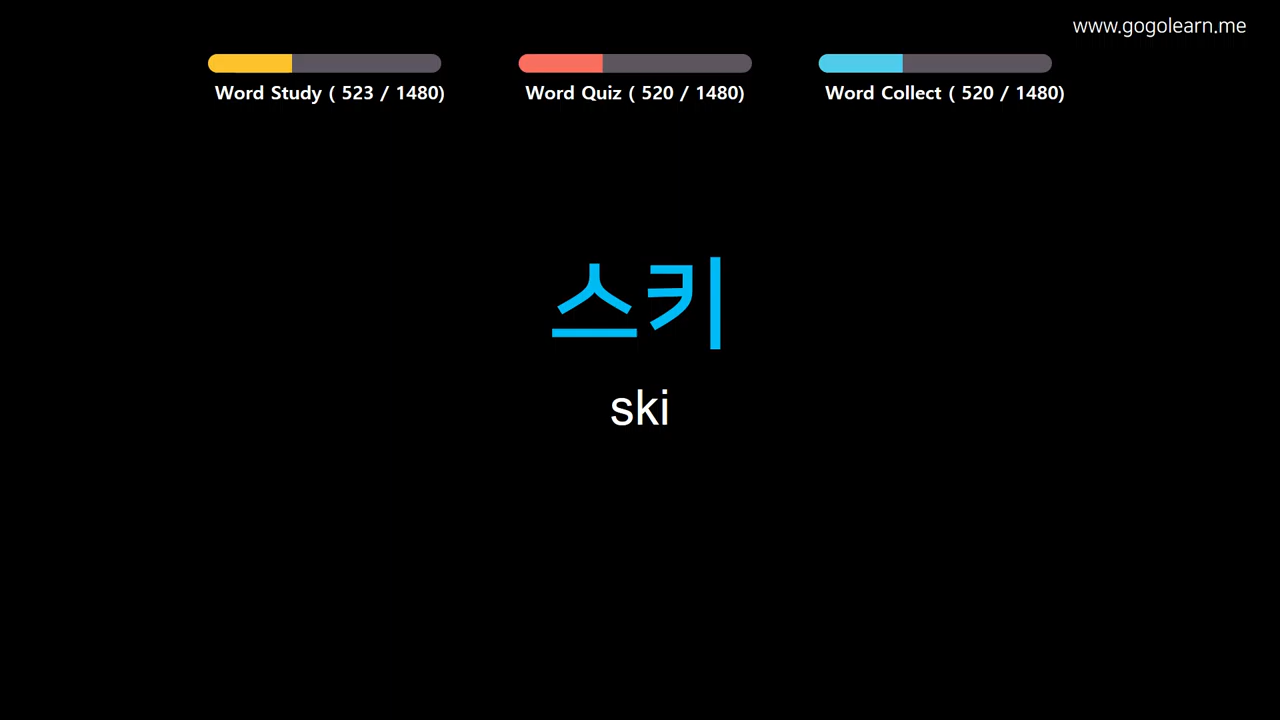 www.gogolearn.me
Word Study ( 523 / 1480)
Word Quiz ( 520 / 1480)
Word Collect ( 520 / 1480)
스키
ski